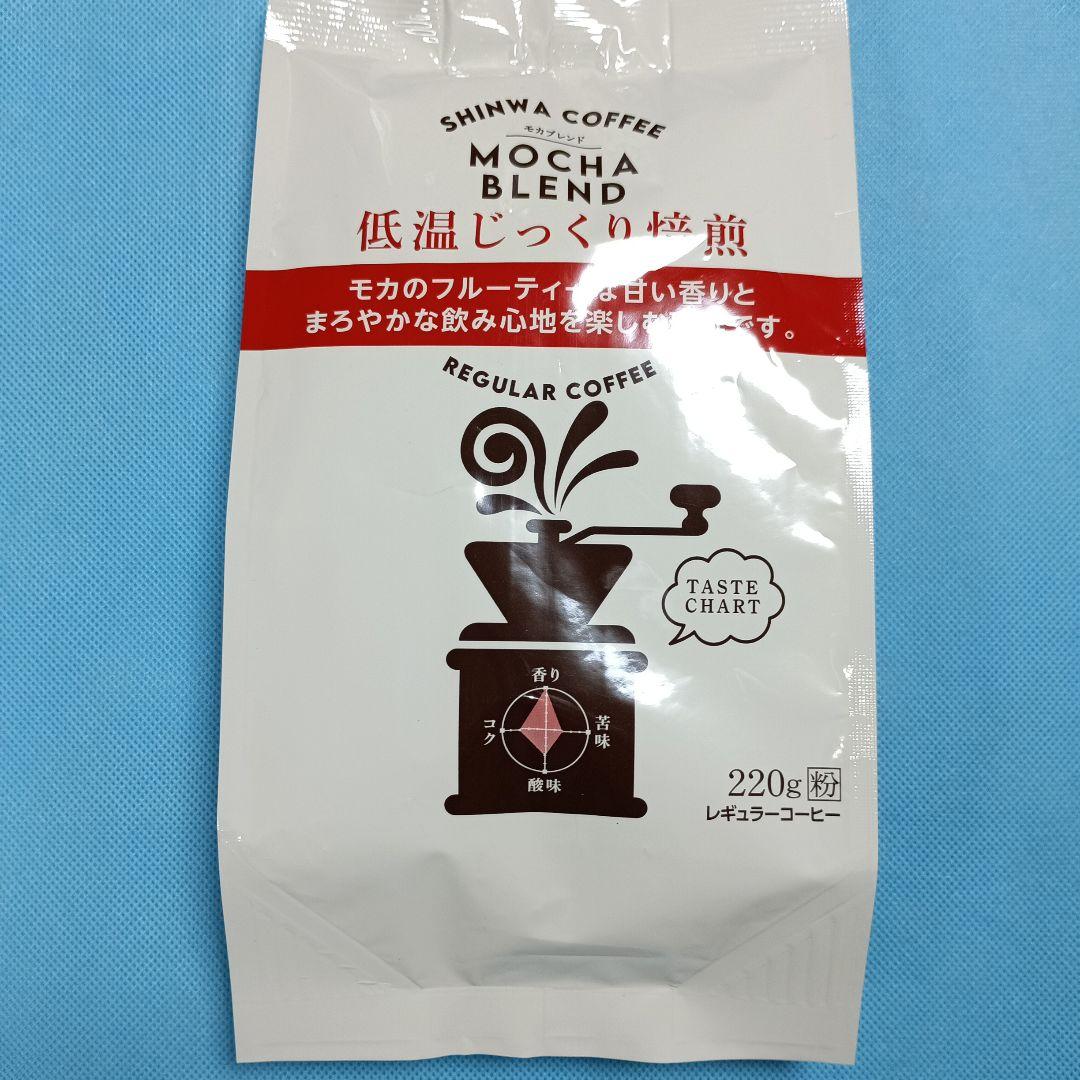 SHINWA COFFEE
モカブレンド
MOCHA
BLEND
低温じっくり焙煎
モカのフルーティーな甘い香りと
まろやかな飲み心地を楽しむ です。
REGULAR COFFEE
TASTE
CHART
香り
コク
苦味
酸味
220g 粉
レギュラーコーヒー